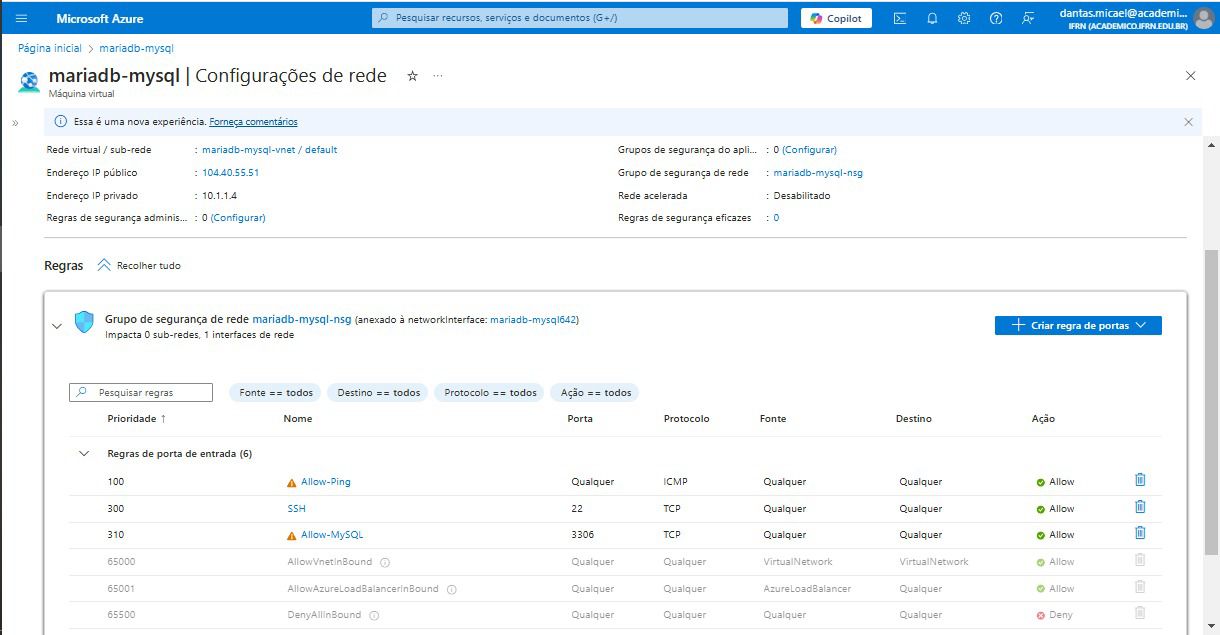 Microsoft Azure
Pesquisar recursos, serviços e documentos (G+/)
Copilot
dantas.micael@academi...
IFRN (ACADEMICO.IFRN.EDU.BR)
Página inicial > mariadb-mysql
mariadb-mysql | Configurações de rede
Máquina virtual
Essa é uma nova experiência. Forneça comentários
Rede virtual / sub-rede : mariadb-mysql-vnet / default
Endereço IP público : 104.40.55.51
Endereço IP privado : 10.1.1.4
Regras de segurança adminis... : 0 (Configurar)
Grupos de segurança do apli... : 0 (Configurar)
Grupo de segurança de rede : mariadb-mysql-nsg
Rede acelerada : Desabilitado
Regras de segurança eficazes : 0
Regras Recolher tudo
Grupo de segurança de rede mariadb-mysql-nsg (anexado à networkInterface: mariadb-mysql642)
Impacta 0 sub-redes, 1 interfaces de rede
Criar regra de portas
Pesquisar regras Fonte == todos Destino == todos Protocolo == todos Ação == todos
Prioridade ↑ Nome Porta Protocolo Fonte Destino Ação
Regras de porta de entrada (6)
100 Allow-Ping Qualquer ICMP Qualquer Qualquer Allow
300 SSH 22 TCP Qualquer Qualquer Allow
310 Allow-MySQL 3306 TCP Qualquer Qualquer Allow
65000 AllowVnetInBound Qualquer Qualquer VirtualNetwork VirtualNetwork Allow
65001 AllowAzureLoadBalancerInBound Qualquer Qualquer AzureLoadBalancer Qualquer Allow
65500 DenyAllInBound Qualquer Qualquer Qualquer Qualquer Deny